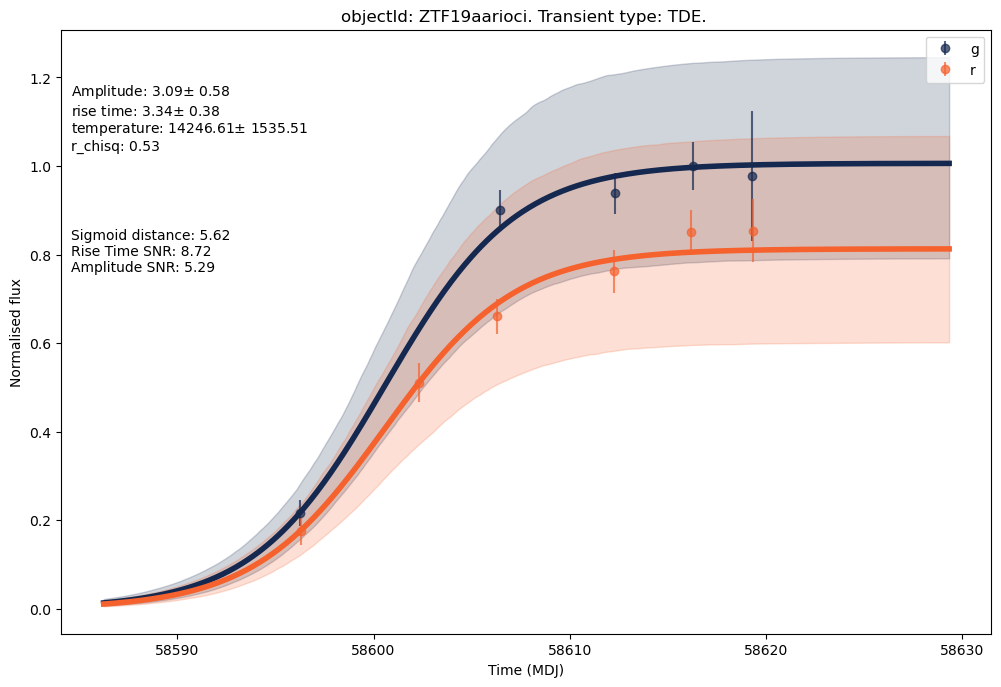 objectId: ZTF19aarioci. Transient type: TDE.
g
r
Amplitude: 3.09± 0.58
rise time: 3.34± 0.38
temperature: 14246.61± 1535.51
r_chisq: 0.53
Sigmoid distance: 5.62
Rise Time SNR: 8.72
Amplitude SNR: 5.29
Normalised flux
1.2
1.0
0.8
0.6
0.4
0.2
0.0
58590
58600
58610
58620
58630
Time (MDJ)